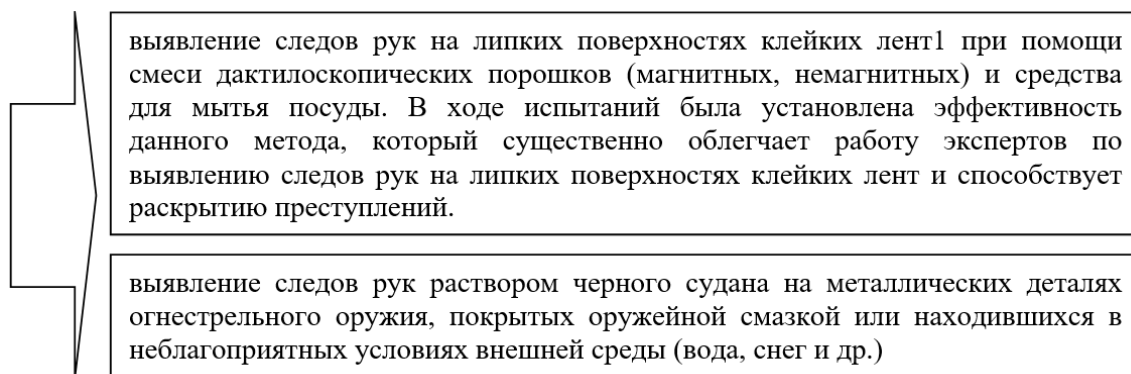 выявление следов рук на липких поверхностях клейких лент1 при помощи
смеси дактилоскопических порошков (магнитных, немагнитных) и средства
для мытья посуды. В ходе испытаний была установлена эффективность
данного метода, который существенно облегчает работу экспертов по
выявлению следов рук на липких поверхностях клейких лент и способствует
раскрытию преступлений.
выявление следов рук раствором черного судана на металлических деталях
огнестрельного оружия, покрытых оружейной смазкой или находившихся в
неблагоприятных условиях внешней среды (вода, снег и др.)